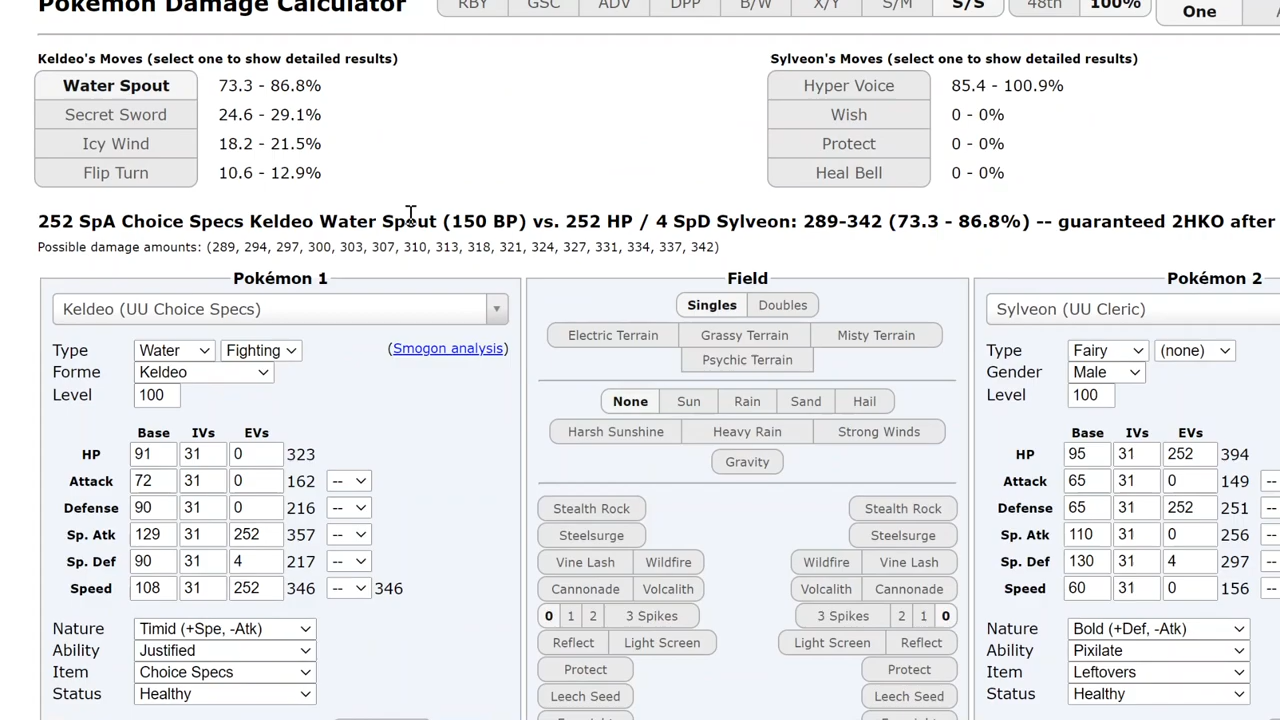 Pokémon Damage Calculator
RBY GSC ADV DPP B/W X/Y S/M S/S 48th 100% One
Keldeo's Moves (select one to show detailed results)
Water Spout 73.3 - 86.8%
Secret Sword 24.6 - 29.1%
Icy Wind 18.2 - 21.5%
Flip Turn 10.6 - 12.9%
Sylveon's Moves (select one to show detailed results)
Hyper Voice 85.4 - 100.9%
Wish 0 - 0%
Protect 0 - 0%
Heal Bell 0 - 0%
252 SpA Choice Specs Keldeo Water Spout (150 BP) vs. 252 HP / 4 SpD Sylveon: 289-342 (73.3 - 86.8%) -- guaranteed 2HKO after
Possible damage amounts: (289, 294, 297, 300, 303, 307, 310, 313, 318, 321, 324, 327, 331, 334, 337, 342)
Pokémon 1
Keldeo (UU Choice Specs)
Type Water Fighting (Smogon analysis)
Forme Keldeo
Level 100
Base IVs EVs
HP 91 31 0 323
Attack 72 31 0 162 --
Defense 90 31 0 216 --
Sp. Atk 129 31 252 357 --
Sp. Def 90 31 4 217 --
Speed 108 31 252 346 -- 346
Nature Timid (+Spe, -Atk)
Ability Justified
Item Choice Specs
Status Healthy
Field
Singles Doubles
Electric Terrain Grassy Terrain Misty Terrain
Psychic Terrain
None Sun Rain Sand Hail
Harsh Sunshine Heavy Rain Strong Winds
Gravity
Stealth Rock Stealth Rock
Steelsurge Steelsurge
Vine Lash Wildfire Wildfire Vine Lash
Cannonade Volcalith Volcalith Cannonade
0 1 2 3 Spikes 3 Spikes 2 1 0
Reflect Light Screen Light Screen Reflect
Protect Protect
Leech Seed Leech Seed
Pokémon 2
Sylveon (UU Cleric)
Type Fairy (none)
Gender Male
Level 100
Base IVs EVs
HP 95 31 252 394
Attack 65 31 0 149 --
Defense 65 31 252 251 --
Sp. Atk 110 31 0 256 --
Sp. Def 130 31 4 297 --
Speed 60 31 0 156 --
Nature Bold (+Def, -Atk)
Ability Pixilate
Item Leftovers
Status Healthy